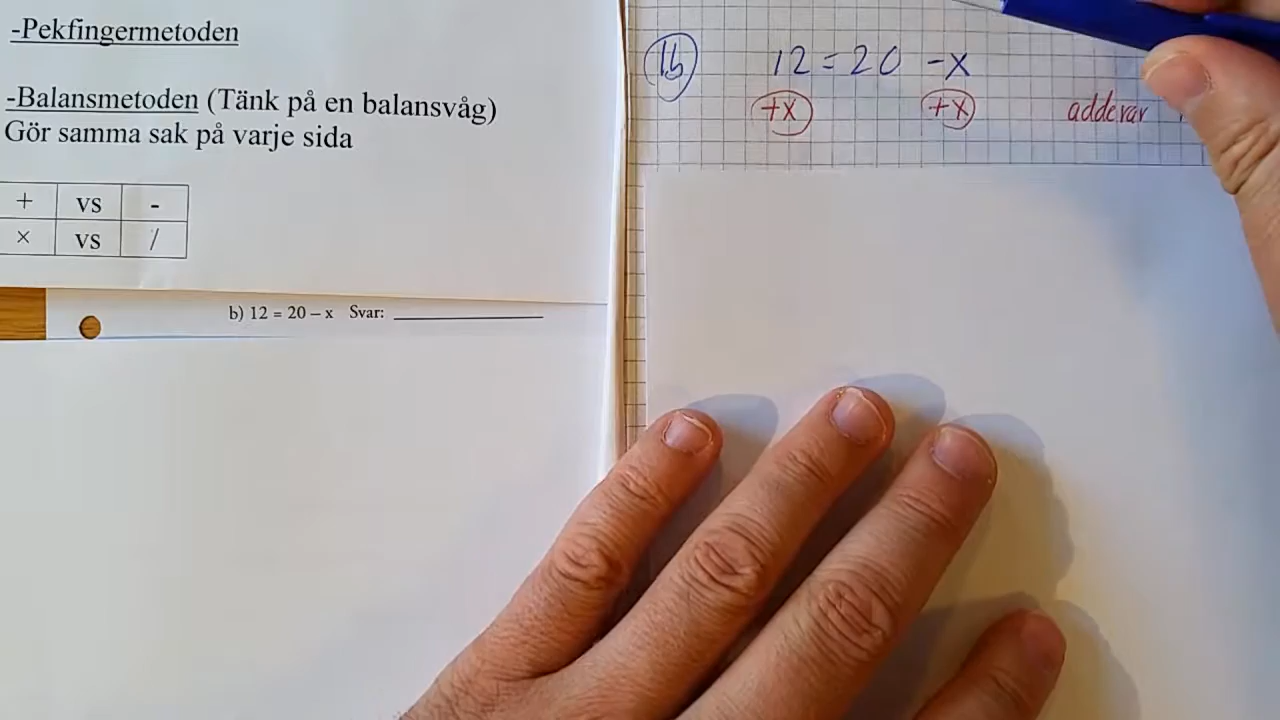 -Pekfingermetoden
-Balansmetoden (Tänk på en balansvåg)
Gör samma sak på varje sida
+ vs -
× vs /
b) 12 = 20 – x Svar:
1b 12 = 20 -x
+x +x adderar